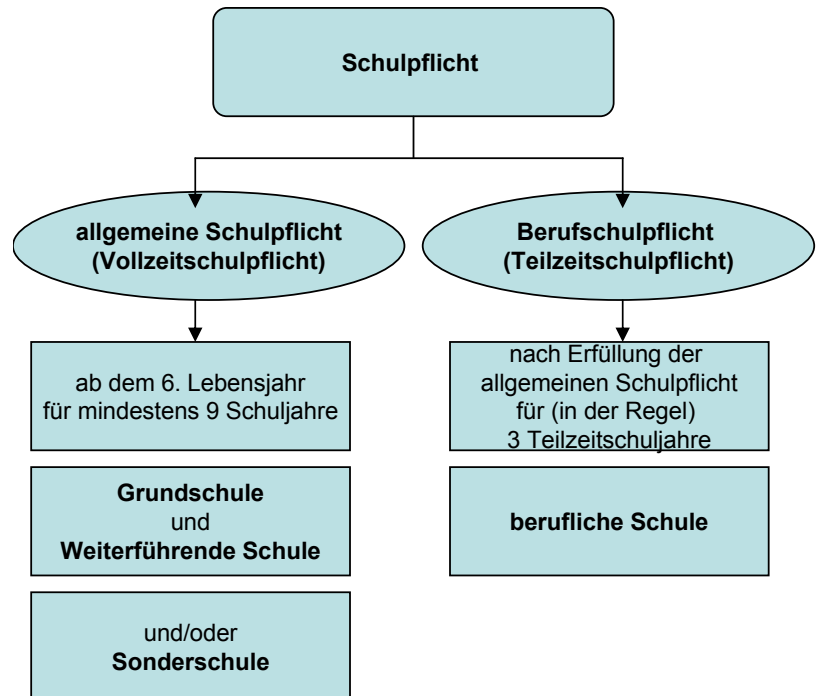 Schulpflicht
allgemeine Schulpflicht
(Vollzeitschulpflicht)
Berufschulpflicht
(Teilzeitschulpflicht)
ab dem 6. Lebensjahr
für mindestens 9 Schuljahre
nach Erfüllung der
allgemeinen Schulpflicht
für (in der Regel)
3 Teilzeitschuljahre
Grundschule
und
Weiterführende Schule
berufliche Schule
und/oder
Sonderschule